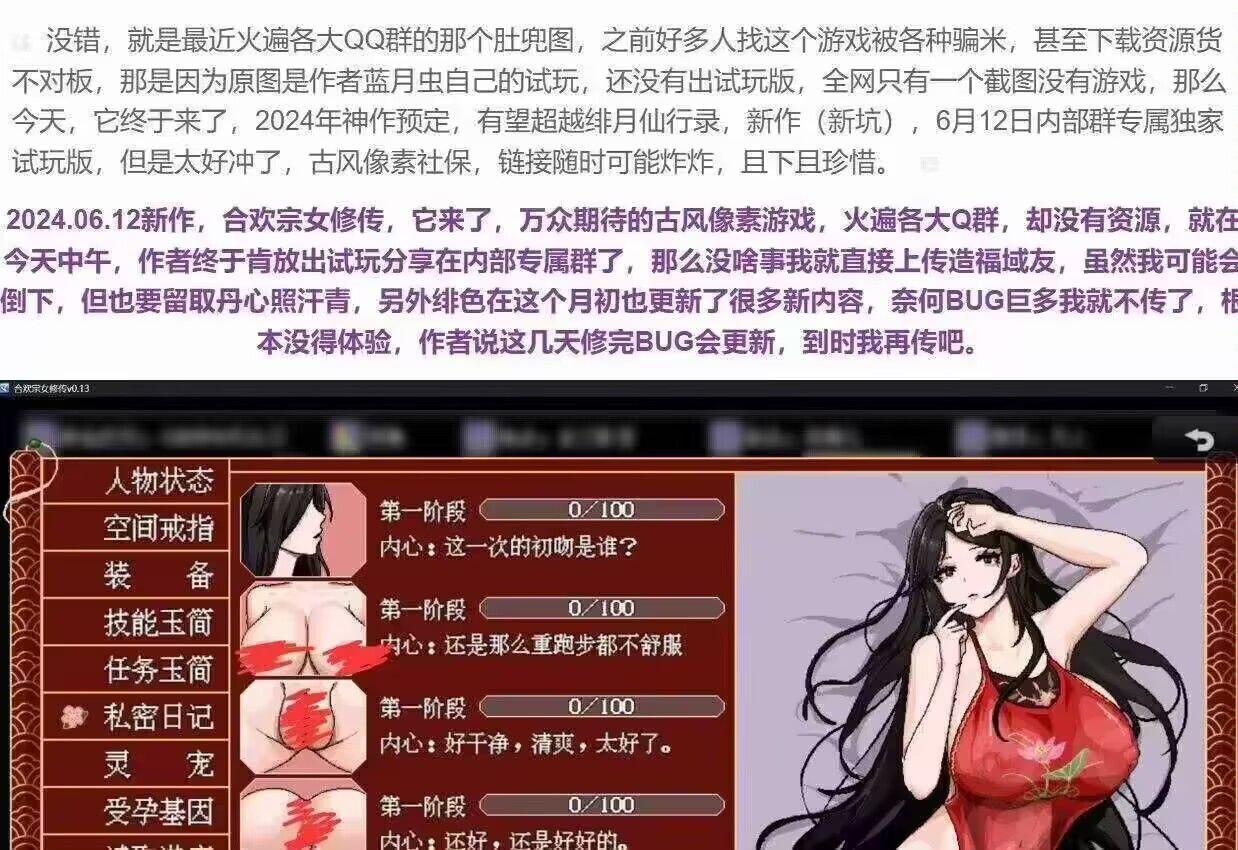 没错，就是最近火遍各大QQ群的那个肚兜图，之前好多人找这个游戏被各种骗米，甚至下载资源货
不对板，那是因为原图是作者蓝月虫自己的试玩，还没有出试玩版，全网只有一个截图没有游戏，那么
今天，它终于来了，2024年神作预定，有望超越绯月仙行录，新作（新坑），6月12日内部群专属独家
试玩版，但是太好冲了，古风像素社保，链接随时可能炸炸，且下且珍惜。
2024.06.12新作，合欢宗女修传，它来了，万众期待的古风像素游戏，火遍各大Q群，却没有资源，就在
今天中午，作者终于肯放出试玩分享在内部专属群了，那么没啥事我就直接上传造福域友，虽然我可能会
倒下，但也要留取丹心照汗青，另外绯色在这个月初也更新了很多新内容，奈何BUG巨多我就不传了，根
本没得体验，作者说这几天修完BUG会更新，到时我再传吧。
合欢宗女修传v0.13
人物状态
空间戒指
装 备
技能玉简
任务玉简
私密日记
灵 宠
受孕基因
第一阶段 0/100
内心：这一次的初吻是谁？
第一阶段 0/100
内心：还是那么重跑步都不舒服
第一阶段 0/100
内心：好干净，清爽，太好了。
第一阶段 0/100
内心：还好，还是好好的。